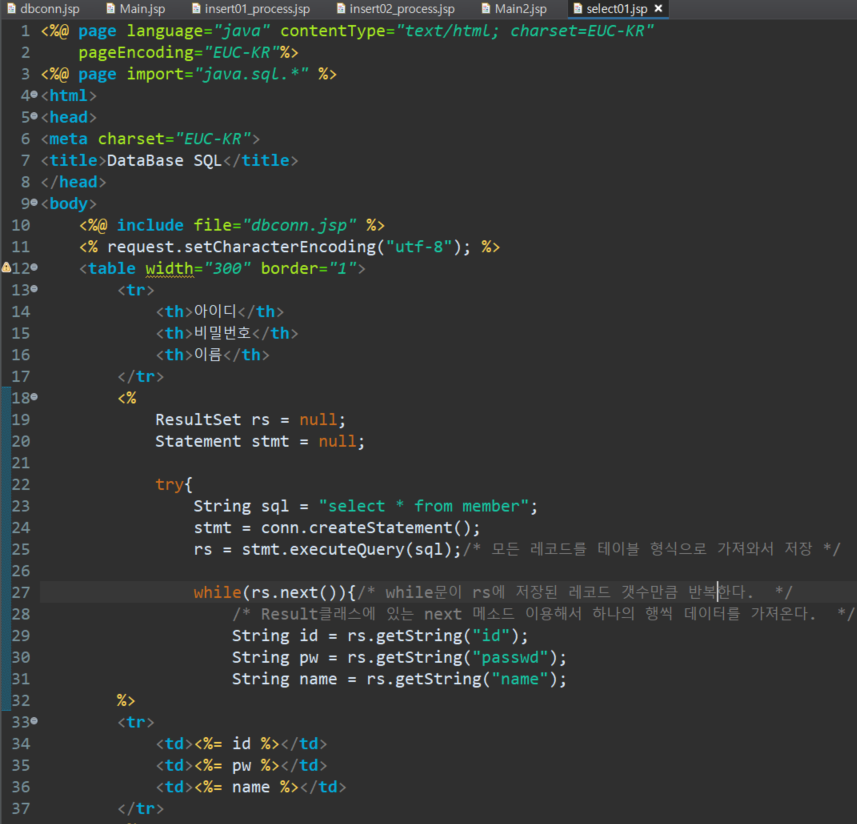 dbconn.jsp Main.jsp insert01_process.jsp insert02_process.jsp Main2.jsp select01.jsp
1 <%@ page language="java" contentType="text/html; charset=EUC-KR"
2     pageEncoding="EUC-KR"%>
3 <%@ page import="java.sql.*" %>
4 <html>
5 <head>
6 <meta charset="EUC-KR">
7 <title>DataBase SQL</title>
8 </head>
9 <body>
10     <%@ include file="dbconn.jsp" %>
11     <% request.setCharacterEncoding("utf-8"); %>
12     <table width="300" border="1">
13         <tr>
14             <th>아이디</th>
15             <th>비밀번호</th>
16             <th>이름</th>
17         </tr>
18         <%
19             ResultSet rs = null;
20             Statement stmt = null;
21
22             try{
23                 String sql = "select * from member";
24                 stmt = conn.createStatement();
25                 rs = stmt.executeQuery(sql);/* 모든 레코드를 테이블 형식으로 가져와서 저장 */
26
27                 while(rs.next()){/* while문이 rs에 저장된 레코드 갯수만큼 반복한다.  */
28                     /* Result클래스에 있는 next 메소드 이용해서 하나의 행씩 데이터를 가져온다.  */
29                     String id = rs.getString("id");
30                     String pw = rs.getString("passwd");
31                     String name = rs.getString("name");
32         %>
33         <tr>
34             <td><%= id %></td>
35             <td><%= pw %></td>
36             <td><%= name %></td>
37         </tr>